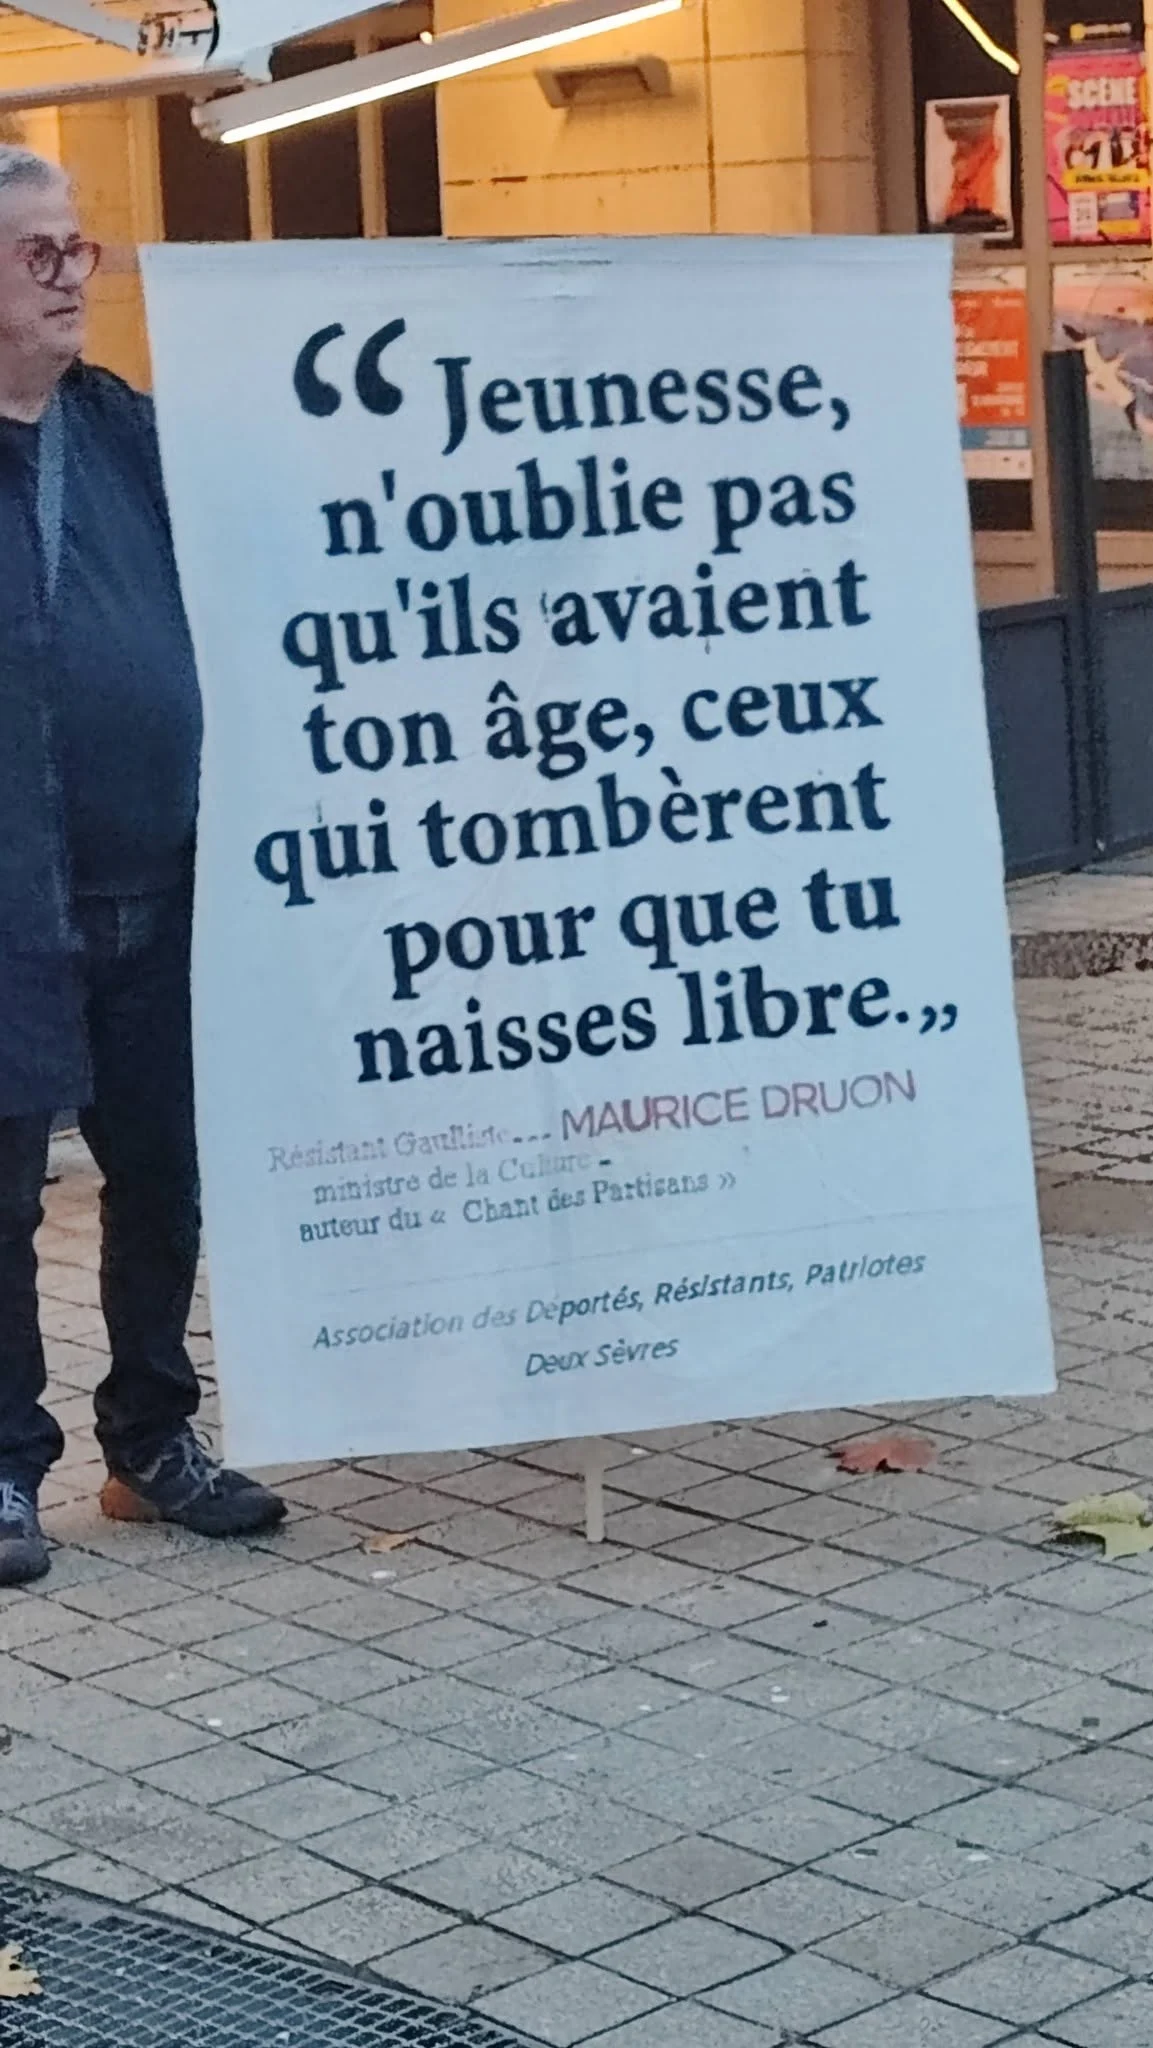 SCÈNE
“ Jeunesse,
n'oublie pas
qu'ils avaient
ton âge, ceux
qui tombèrent
pour que tu
naisses libre.„
Résistant Gaulliste... MAURICE DRUON
ministre de la Culture -
auteur du « Chant des Partisans »
Association des Déportés, Résistants, Patriotes
Deux Sèvres